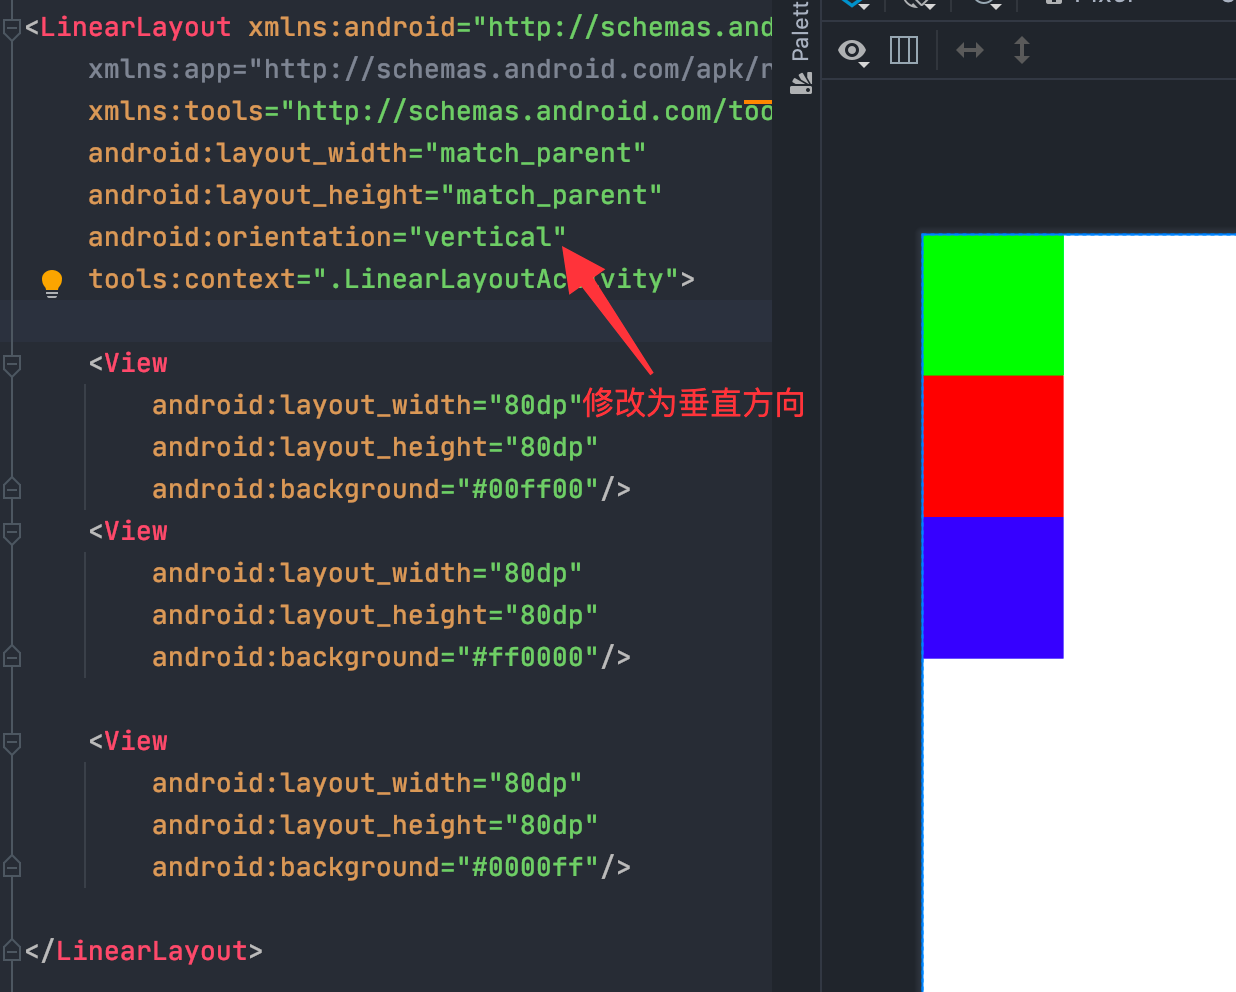 <LinearLayout xmlns:android="http://schemas.and
xmlns:app="http://schemas.android.com/apk/r
xmlns:tools="http://schemas.android.com/too
android:layout_width="match_parent"
android:layout_height="match_parent"
android:orientation="vertical"
tools:context=".LinearLayoutActivity">
<View
android:layout_width="80dp"
修改为垂直方向
android:layout_height="80dp"
android:background="#00ff00"/>
<View
android:layout_width="80dp"
android:layout_height="80dp"
android:background="#ff0000"/>
<View
android:layout_width="80dp"
android:layout_height="80dp"
android:background="#0000ff"/>
</LinearLayout>
Palett